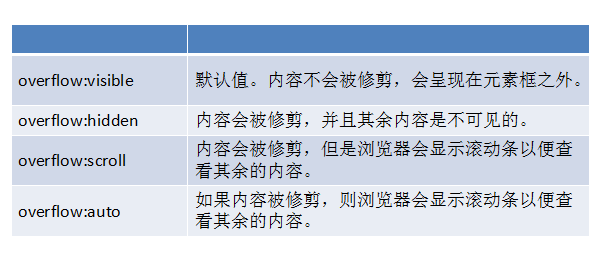 overflow:visible 默认值。内容不会被修剪，会呈现在元素框之外。
overflow:hidden 内容会被修剪，并且其余内容是不可见的。
overflow:scroll 内容会被修剪，但是浏览器会显示滚动条以便查
看其余的内容。
overflow:auto 如果内容被修剪，则浏览器会显示滚动条以便查
看其余的内容。